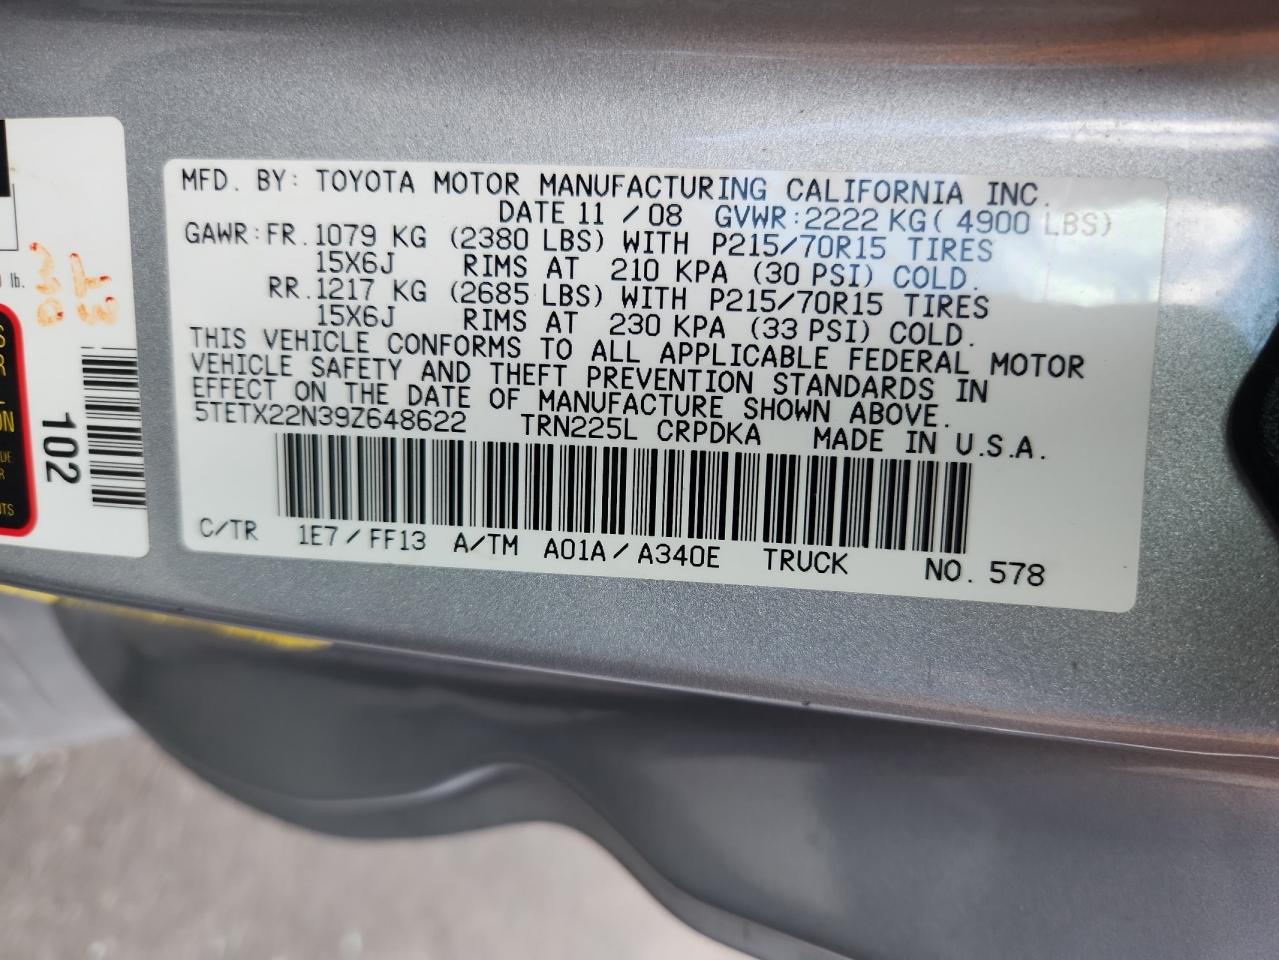 MFD. BY: TOYOTA MOTOR MANUFACTURING CALIFORNIA INC.
DATE 11 / 08 GVWR: 2222 KG ( 4900 LBS)
GAWR: FR. 1079 KG (2380 LBS) WITH P215/70R15 TIRES
15X6J RIMS AT 210 KPA (30 PSI) COLD.
RR. 1217 KG (2685 LBS) WITH P215/70R15 TIRES
15X6J RIMS AT 230 KPA (33 PSI) COLD.
THIS VEHICLE CONFORMS TO ALL APPLICABLE FEDERAL MOTOR
VEHICLE SAFETY AND THEFT PREVENTION STANDARDS IN
EFFECT ON THE DATE OF MANUFACTURE SHOWN ABOVE.
5TETX22N39Z648622 TRN225L CRPDKA MADE IN U.S.A.
C/TR 1E7 / FF13 A/TM A01A / A340E TRUCK NO. 578
lb.
102